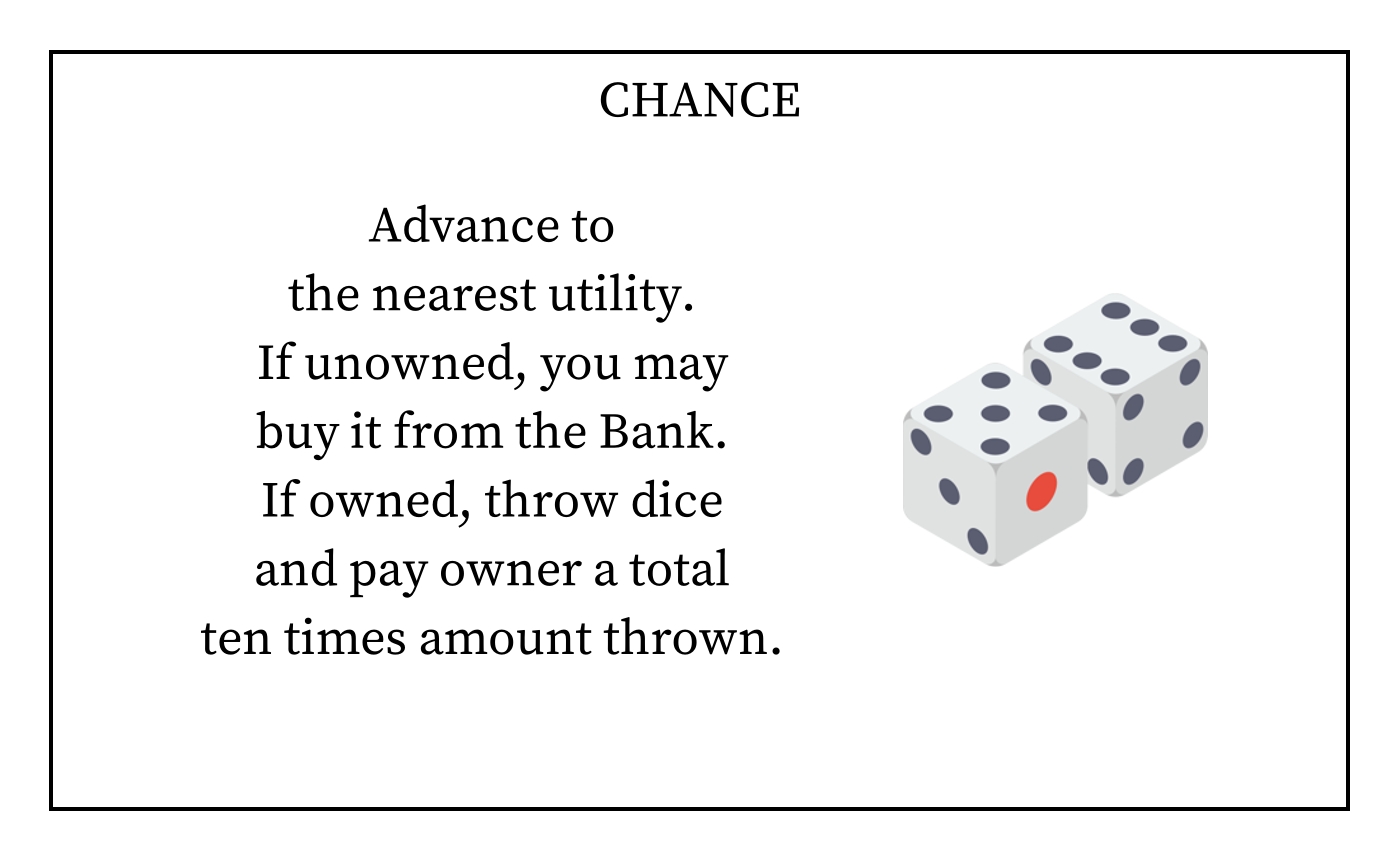 CHANCE
Advance to
the nearest utility.
If unowned, you may
buy it from the Bank.
If owned, throw dice
and pay owner a total
ten times amount thrown.